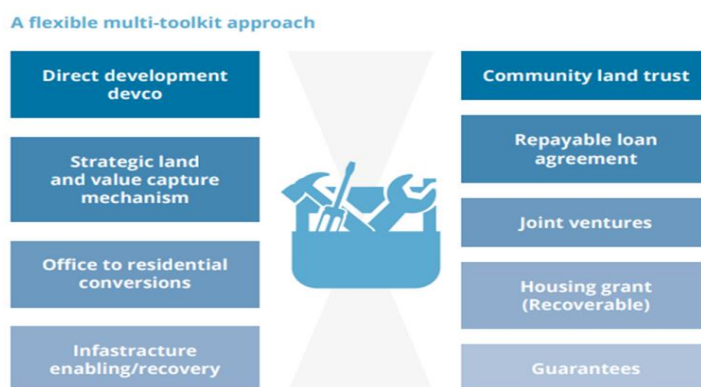 A flexible multi-toolkit approach
Direct development
devco
Strategic land
and value capture
mechanism
Office to residential
conversions
Infastracture
enabling/recovery
Community land trust
Repayable loan
agreement
Joint ventures
Housing grant
(Recoverable)
Guarantees